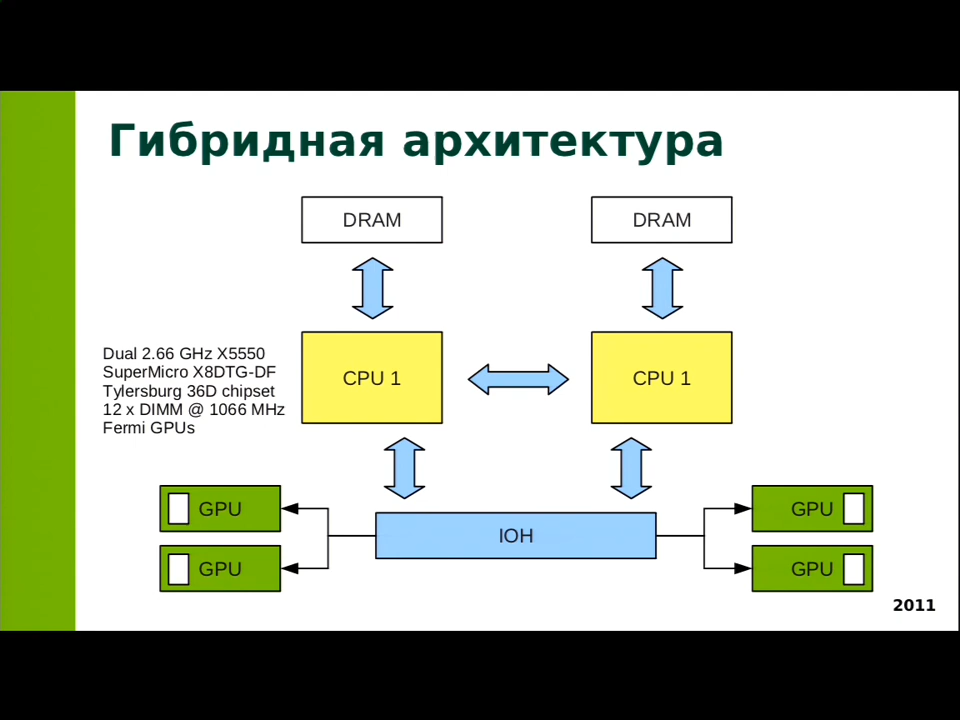 Гибридная архитектура
DRAM
DRAM
Dual 2.66 GHz X5550
SuperMicro X8DTG-DF
Tylersburg 36D chipset
12 x DIMM @ 1066 MHz
Fermi GPUs
CPU 1
CPU 1
GPU
GPU
IOH
GPU
GPU
2011